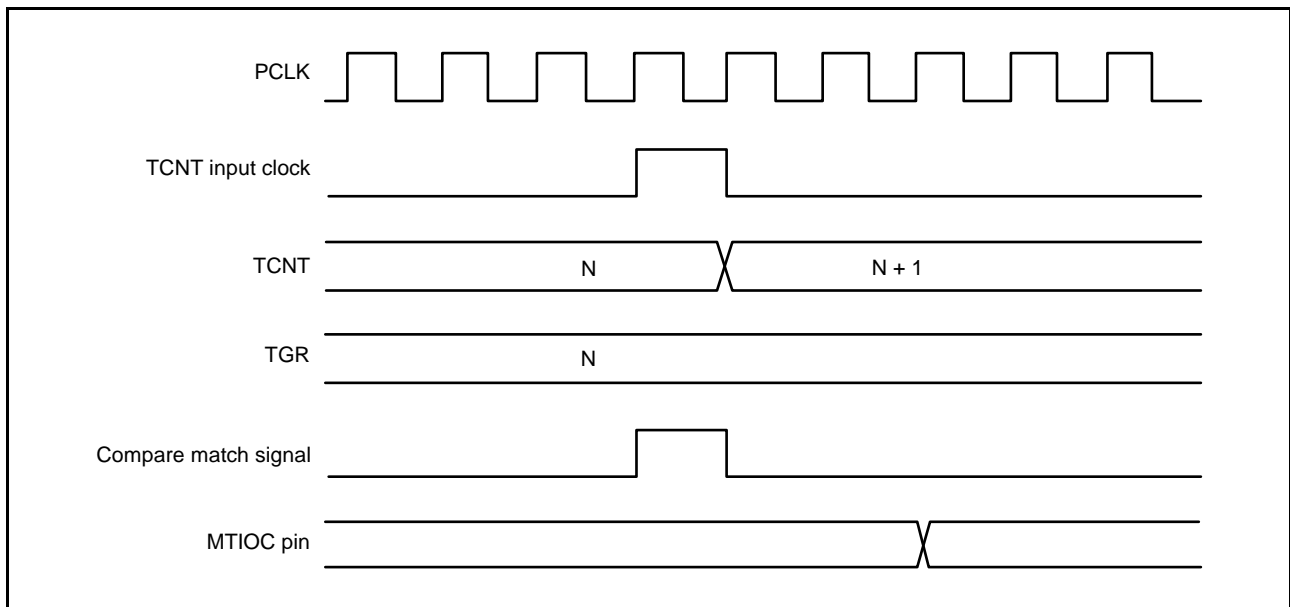 PCLK
TCNT input clock
TCNT
N
N + 1
TGR
N
Compare match signal
MTIOC pin